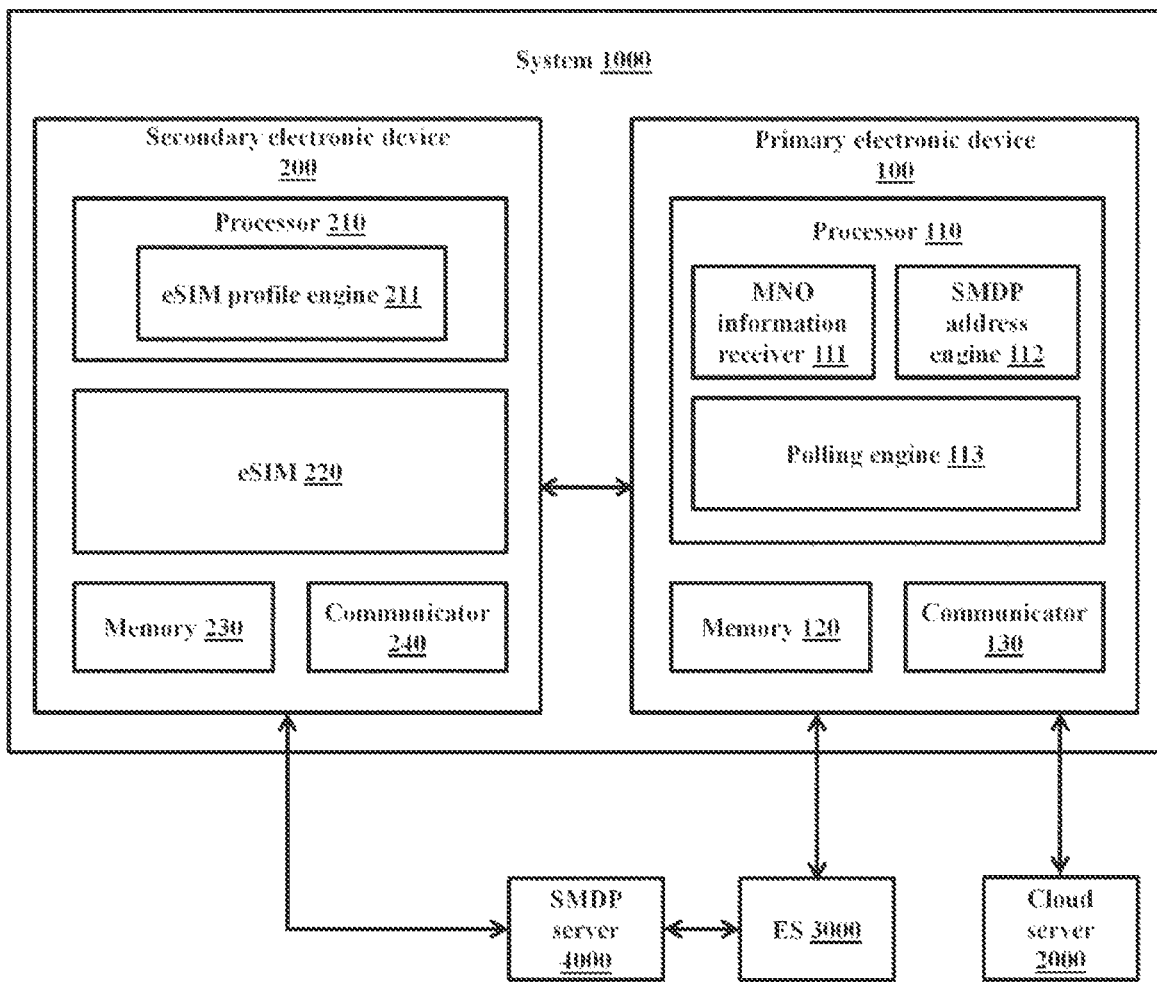 System 1000
Secondary electronic device
200
Processor 210
eSIM profile engine 211
eSIM 220
Memory 230
Communicator
240
Primary electronic device
100
Processor 110
MNO
information
receiver 111
SMDP
address
engine 112
Polling engine 113
Memory 120
Communicator
130
SMDP
server
4000
ES 3000
Cloud
server
2000